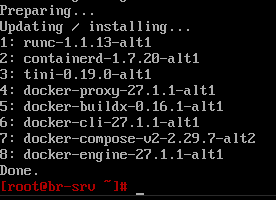 Preparing...
Updating / installing...
1: runc-1.1.13-alt1
2: containerd-1.7.20-alt1
3: tini-0.19.0-alt1
4: docker-proxy-27.1.1-alt1
5: docker-buildx-0.16.1-alt1
6: docker-cli-27.1.1-alt1
7: docker-compose-v2-2.29.7-alt2
8: docker-engine-27.1.1-alt1
Done.
[root@br-srv ~]# _